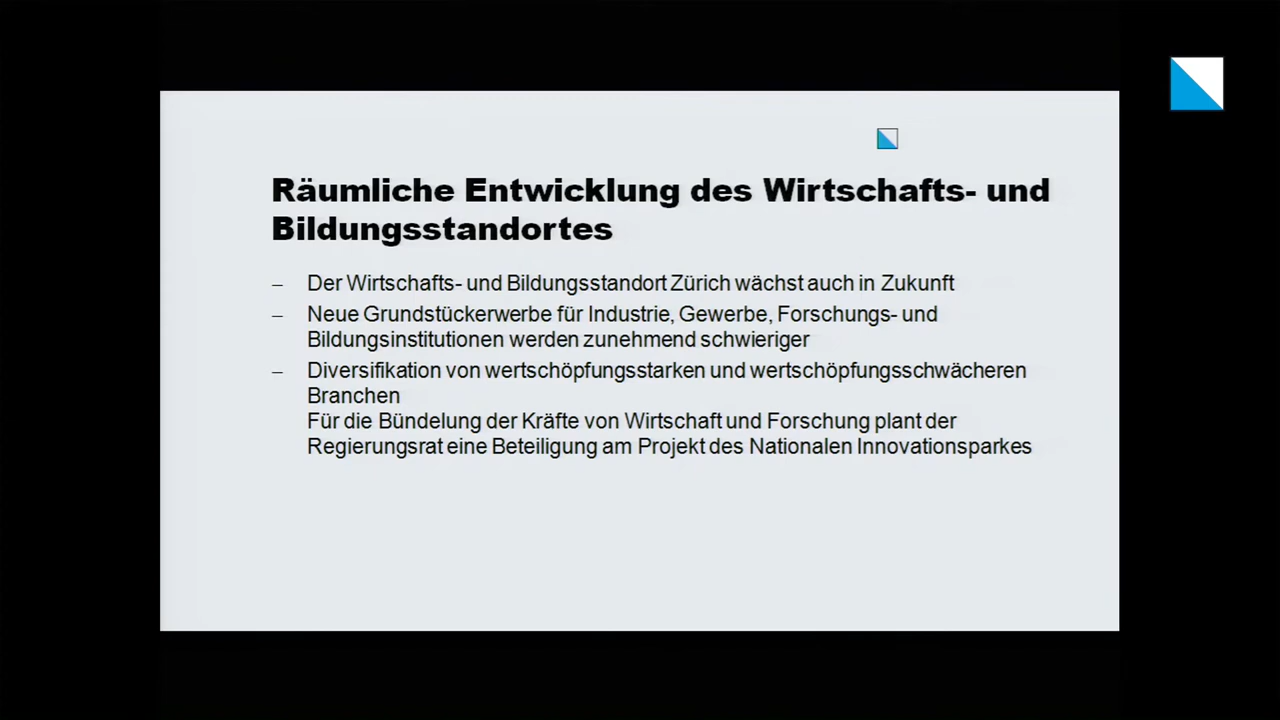 Räumliche Entwicklung des Wirtschafts- und
Bildungsstandortes
– Der Wirtschafts- und Bildungsstandort Zürich wächst auch in Zukunft
– Neue Grundstückerwerbe für Industrie, Gewerbe, Forschungs- und
Bildungsinstitutionen werden zunehmend schwieriger
– Diversifikation von wertschöpfungsstarken und wertschöpfungsschwächeren
Branchen
Für die Bündelung der Kräfte von Wirtschaft und Forschung plant der
Regierungsrat eine Beteiligung am Projekt des Nationalen Innovationsparkes